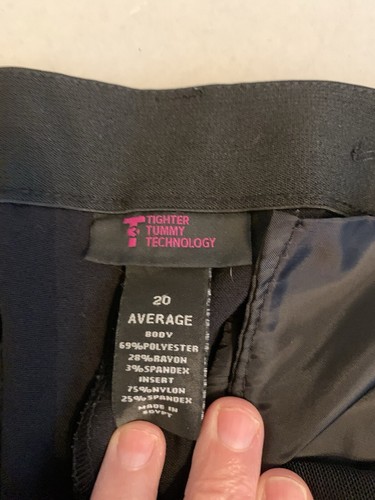 T3 TIGHTER
TUMMY
TECHNOLOGY
20
AVERAGE
BODY
69%POLYESTER
28%RAYON
3%SPANDEX
INSERT
75%NYLON
25%SPANDEX
MADE IN
EGYPT